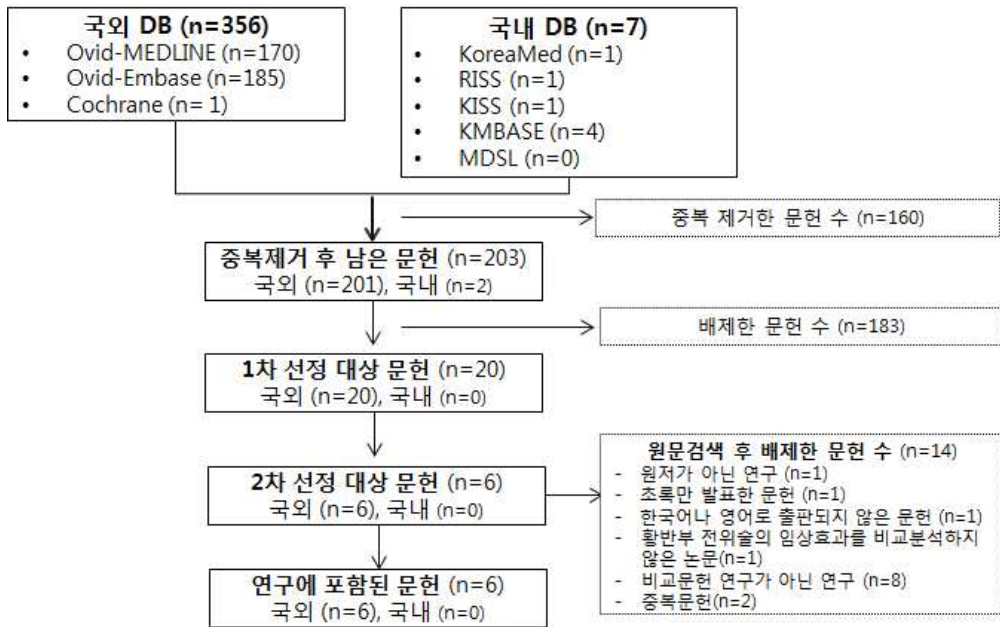 국외 DB (n=356)
• Ovid-MEDLINE (n=170)
• Ovid-Embase (n=185)
• Cochrane (n= 1)
국내 DB (n=7)
• KoreaMed (n=1)
• RISS (n=1)
• KISS (n=1)
• KMBASE (n=4)
• MDSL (n=0)
중복 제거한 문헌 수 (n=160)
중복제거 후 남은 문헌 (n=203)
국외 (n=201), 국내 (n=2)
배제한 문헌 수 (n=183)
1차 선정 대상 문헌 (n=20)
국외 (n=20), 국내 (n=0)
2차 선정 대상 문헌 (n=6)
국외 (n=6), 국내 (n=0)
원문검색 후 배제한 문헌 수 (n=14)
- 원저가 아닌 연구 (n=1)
- 초록만 발표한 문헌 (n=1)
- 한국어나 영어로 출판되지 않은 문헌 (n=1)
- 황반부 전위술의 임상효과를 비교분석하지
않은 논문(n=1)
- 비교문헌 연구가 아닌 연구 (n=8)
- 중복문헌(n=2)
연구에 포함된 문헌 (n=6)
국외 (n=6), 국내 (n=0)